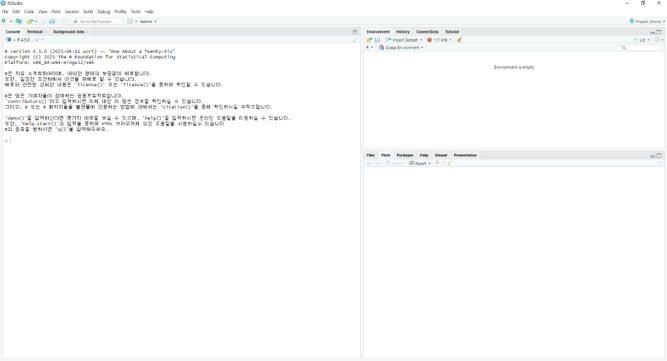 RStudio
File Edit Code View Plots Session Build Debug Profile Tools Help
Go to file/function
Addins
Project: (None)
Console Terminal Background Jobs
R 4.5.0
R version 4.5.0 (2025-04-11 ucrt) -- "How About a Twenty-Six"
Copyright (C) 2025 The R Foundation for Statistical Computing
Platform: x86_64-w64-mingw32/x64
R은 자유 소프트웨어이며, 어떠한 형태의 보증없이 배포됩니다.
또한, 일정한 조건하에서 이것을 재배포 할 수 있습니다.
배포와 관련된 상세한 내용은 'license()' 또는 'licence()'을 통하여 확인할 수 있습니다.
R은 많은 기여자들이 참여하는 공동프로젝트입니다.
'contributors()'라고 입력하시면 이에 대한 더 많은 정보를 확인하실 수 있습니다.
그리고, R 또는 R 패키지들을 출판물에 인용하는 방법에 대해서는 'citation()'을 통해 확인하시길 부탁드립니다.
'demo()'를 입력하신다면 몇가지 데모를 보실 수 있으며, 'help()'를 입력하시면 온라인 도움말을 이용하실 수 있습니다.
또한, 'help.start()'의 입력을 통하여 HTML 브라우저에 의한 도움말을 사용하실수 있습니다
R의 종료를 원하시면 'q()'을 입력해주세요.
>
Environment History Connections Tutorial
Import Dataset 117 MiB List
R Global Environment
Environment is empty
Files Plots Packages Help Viewer Presentation
Zoom Export